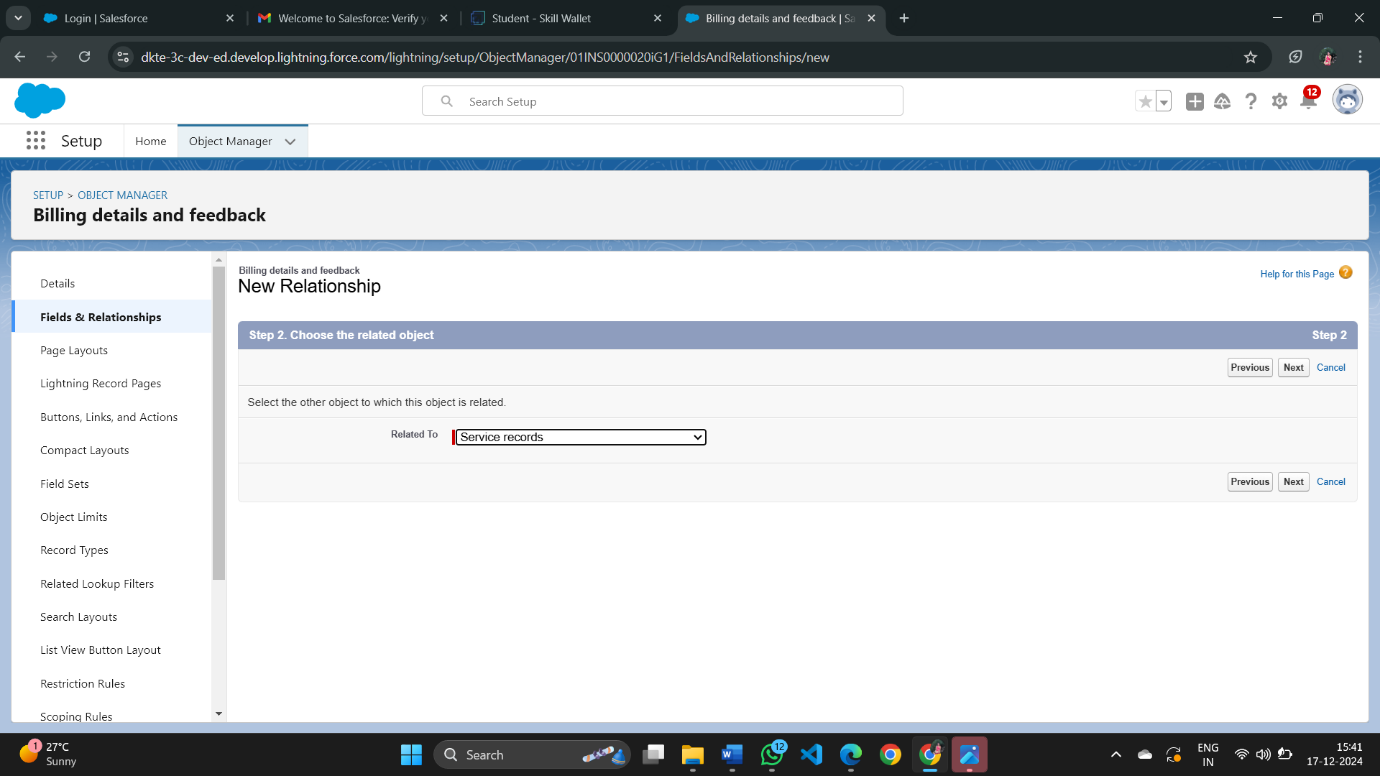 Login | Salesforce
Welcome to Salesforce: Verify y
Student - Skill Wallet
Billing details and feedback | Sa
dkte-3c-dev-ed.develop.lightning.force.com/lightning/setup/ObjectManager/01INS0000020iG1/FieldsAndRelationships/new
Search Setup
12
Setup
Home
Object Manager
SETUP > OBJECT MANAGER
Billing details and feedback
Details
Fields & Relationships
Page Layouts
Lightning Record Pages
Buttons, Links, and Actions
Compact Layouts
Field Sets
Object Limits
Record Types
Related Lookup Filters
Search Layouts
List View Button Layout
Restriction Rules
Scoping Rules
Billing details and feedback
New Relationship
Help for this Page ?
Step 2. Choose the related object
Step 2
Previous Next Cancel
Select the other object to which this object is related.
Related To
Service records
Previous Next Cancel
1
27°C
Sunny
Search
12
ENG
IN
15:41
17-12-2024